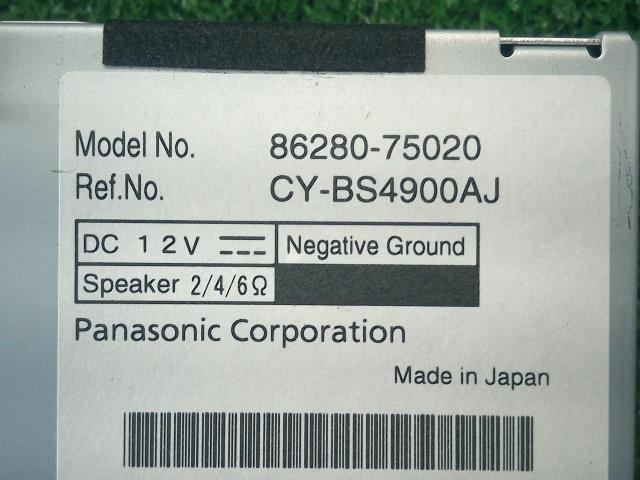 Model No. 86280-75020
Ref.No. CY-BS4900AJ
DC 12V Negative Ground
Speaker 2/4/6Ω
Panasonic Corporation
Made in Japan